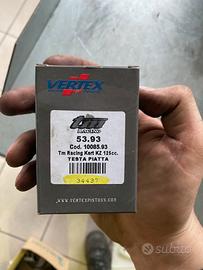 VERTEX
PISTONS
tm
RACING
53.93
Cod. 10085.93
Tm Racing Kart KZ 125cc.
TESTA PIATTA
34437
WWW.VERTEXPISTONS.COM
subito